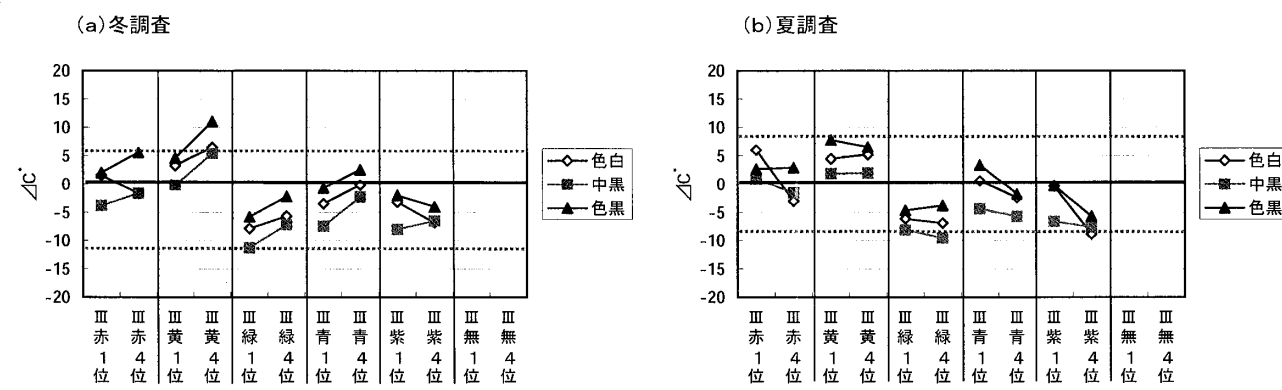 (a)冬調査
20
15
10
5
0
-5
-10
-15
-20
⊿C*
色白
中黒
色黒
Ⅲ赤1位
Ⅲ赤4位
Ⅲ黄1位
Ⅲ黄4位
Ⅲ緑1位
Ⅲ緑4位
Ⅲ青1位
Ⅲ青4位
Ⅲ紫1位
Ⅲ紫4位
Ⅲ無1位
Ⅲ無4位
(b)夏調査
20
15
10
5
0
-5
-10
-15
-20
⊿C*
色白
中黒
色黒
Ⅲ赤1位
Ⅲ赤4位
Ⅲ黄1位
Ⅲ黄4位
Ⅲ緑1位
Ⅲ緑4位
Ⅲ青1位
Ⅲ青4位
Ⅲ紫1位
Ⅲ紫4位
Ⅲ無1位
Ⅲ無4位